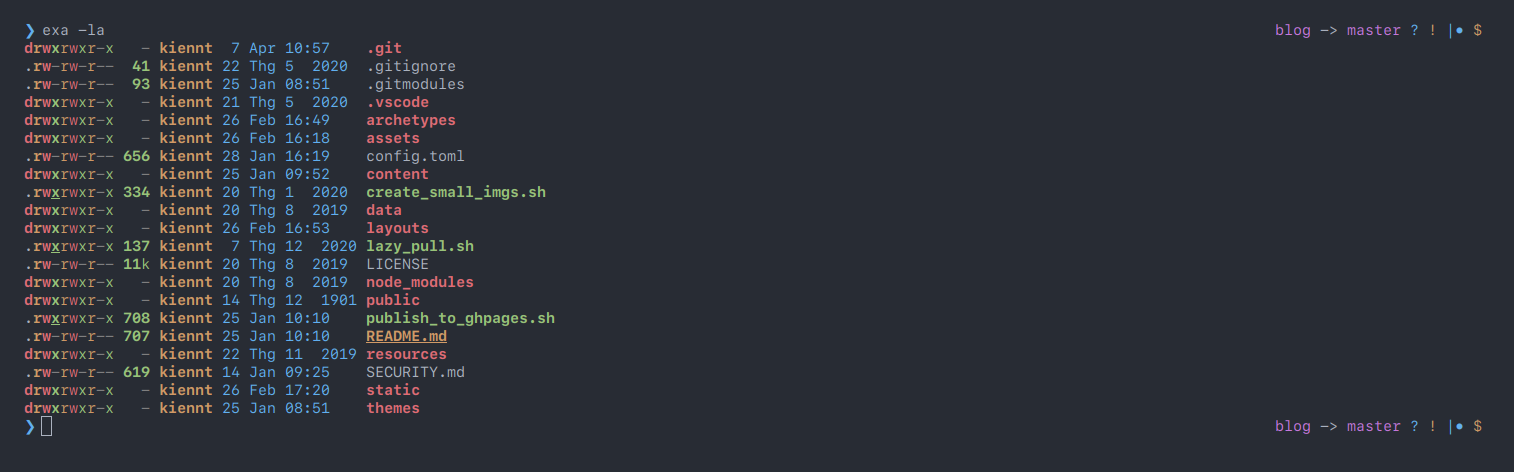 ❯ exa -la blog -> master ? ! |• $
drwxrwxr-x - kiennt 7 Apr 10:57 .git
.rw-rw-r-- 41 kiennt 22 Thg 5 2020 .gitignore
.rw-rw-r-- 93 kiennt 25 Jan 08:51 .gitmodules
drwxrwxr-x - kiennt 21 Thg 5 2020 .vscode
drwxrwxr-x - kiennt 26 Feb 16:49 archetypes
drwxrwxr-x - kiennt 26 Feb 16:18 assets
.rw-rw-r-- 656 kiennt 28 Jan 16:19 config.toml
drwxrwxr-x - kiennt 25 Jan 09:52 content
.rwxrwxr-x 334 kiennt 20 Thg 1 2020 create_small_imgs.sh
drwxrwxr-x - kiennt 20 Thg 8 2019 data
drwxrwxr-x - kiennt 26 Feb 16:53 layouts
.rwxrwxr-x 137 kiennt 7 Thg 12 2020 lazy_pull.sh
.rw-rw-r-- 11k kiennt 20 Thg 8 2019 LICENSE
drwxrwxr-x - kiennt 20 Thg 8 2019 node_modules
drwxrwxr-x - kiennt 14 Thg 12 1901 public
.rwxrwxr-x 708 kiennt 25 Jan 10:10 publish_to_ghpages.sh
.rw-rw-r-- 707 kiennt 25 Jan 10:10 README.md
drwxrwxr-x - kiennt 22 Thg 11 2019 resources
.rw-rw-r-- 619 kiennt 14 Jan 09:25 SECURITY.md
drwxrwxr-x - kiennt 26 Feb 17:20 static
drwxrwxr-x - kiennt 25 Jan 08:51 themes
❯ blog -> master ? ! |• $